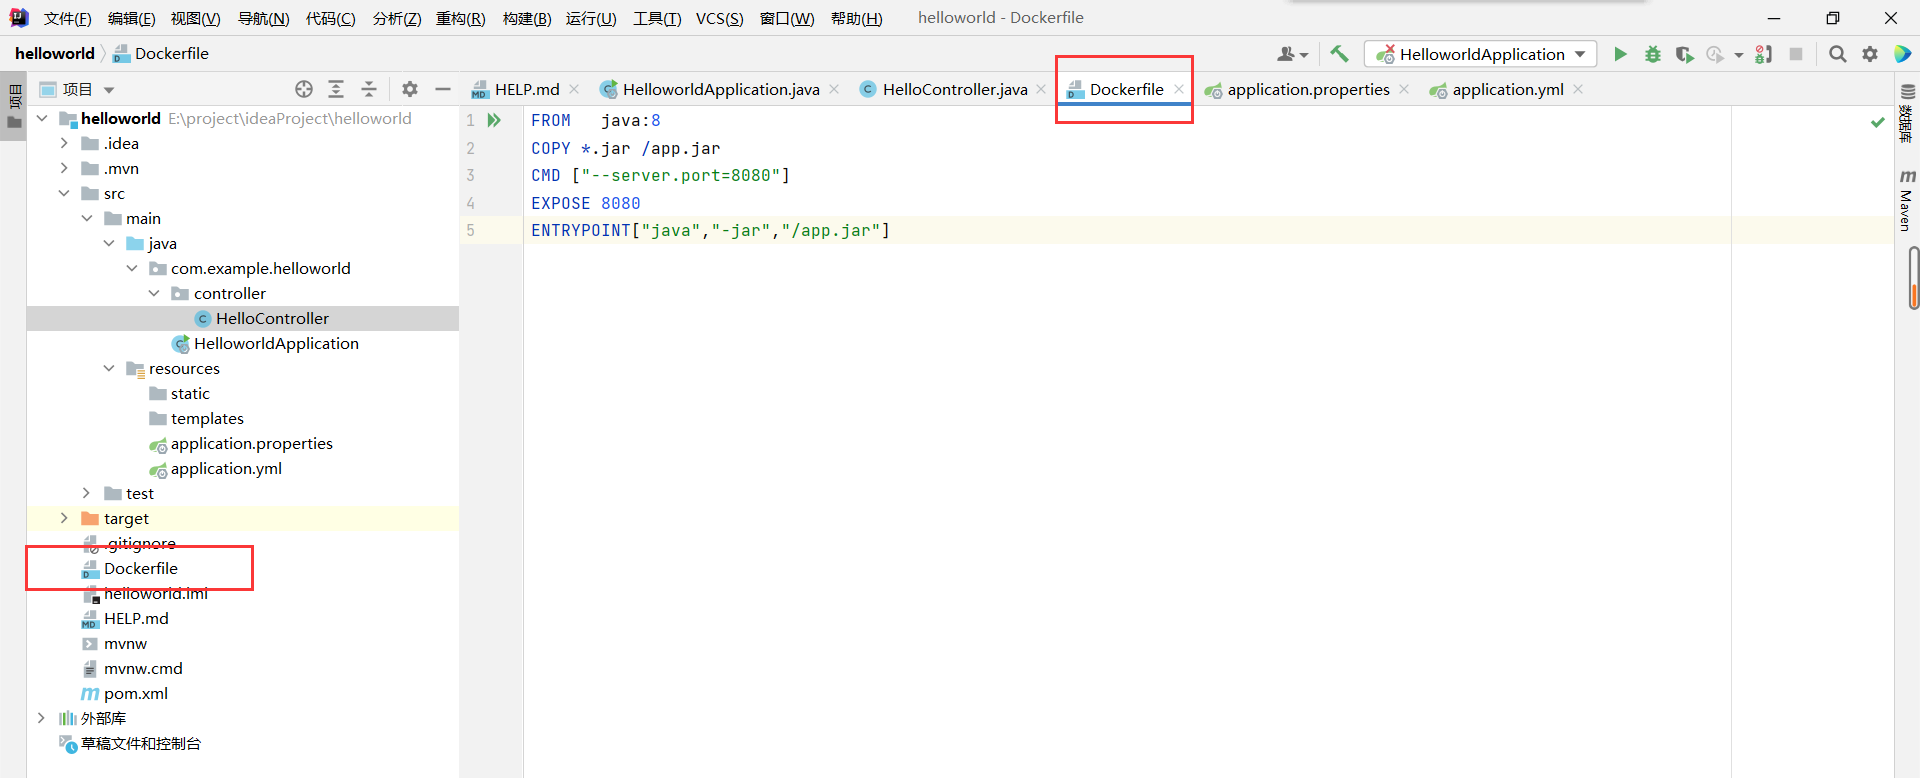 文件(F) 编辑(E) 视图(V) 导航(N) 代码(C) 分析(Z) 重构(R) 构建(B) 运行(U) 工具(T) VCS(S) 窗口(W) 帮助(H) helloworld - Dockerfile
helloworld Dockerfile HelloworldApplication
项目
项目
HELP.md HelloworldApplication.java HelloController.java Dockerfile application.properties application.yml
helloworld E:\project\ideaProject\helloworld
.idea
.mvn
src
main
java
com.example.helloworld
controller
HelloController
HelloworldApplication
resources
static
templates
application.properties
application.yml
test
target
.gitignore
Dockerfile
helloworld.iml
HELP.md
mvnw
mvnw.cmd
pom.xml
外部库
草稿文件和控制台
1 FROM   java:8
2 COPY *.jar /app.jar
3 CMD ["--server.port=8080"]
4 EXPOSE 8080
5 ENTRYPOINT["java","-jar","/app.jar"]
数据库
Maven